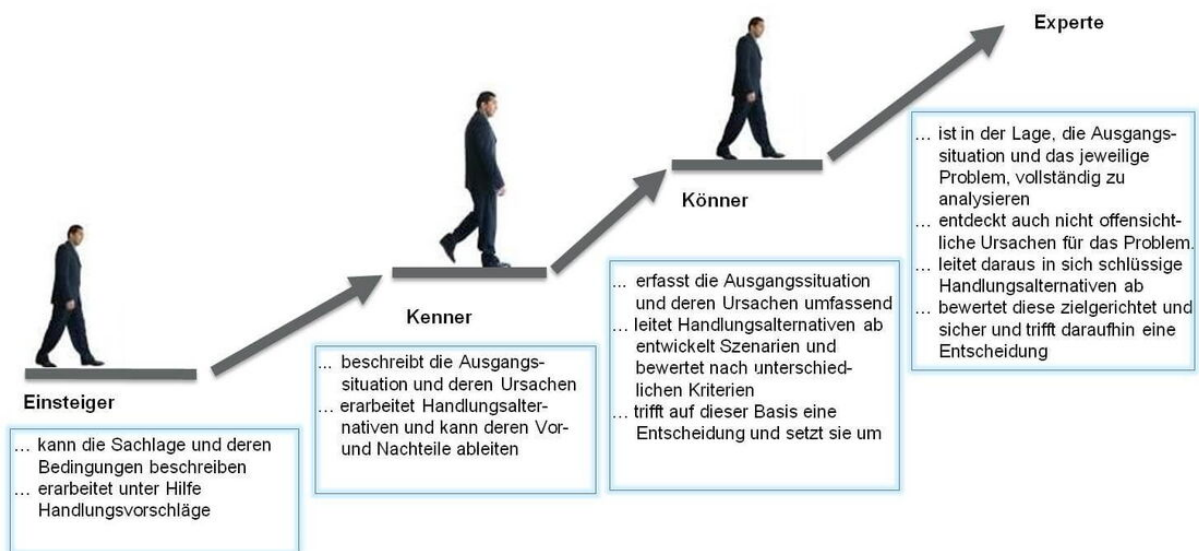 Einsteiger
... kann die Sachlage und deren
Bedingungen beschreiben
... erarbeitet unter Hilfe
Handlungsvorschläge
Kenner
... beschreibt die Ausgangs-
situation und deren Ursachen
... erarbeitet Handlungsalter-
nativen und kann deren Vor-
und Nachteile ableiten
Könner
... erfasst die Ausgangssituation
und deren Ursachen umfassend
... leitet Handlungsalternativen ab
entwickelt Szenarien und
bewertet nach unterschied-
lichen Kriterien
... trifft auf dieser Basis eine
Entscheidung und setzt sie um
Experte
... ist in der Lage, die Ausgangs-
situation und das jeweilige
Problem, vollständig zu
analysieren
... entdeckt auch nicht offensicht-
liche Ursachen für das Problem.
... leitet daraus in sich schlüssige
Handlungsalternativen ab
... bewertet diese zielgerichtet und
sicher und trifft daraufhin eine
Entscheidung